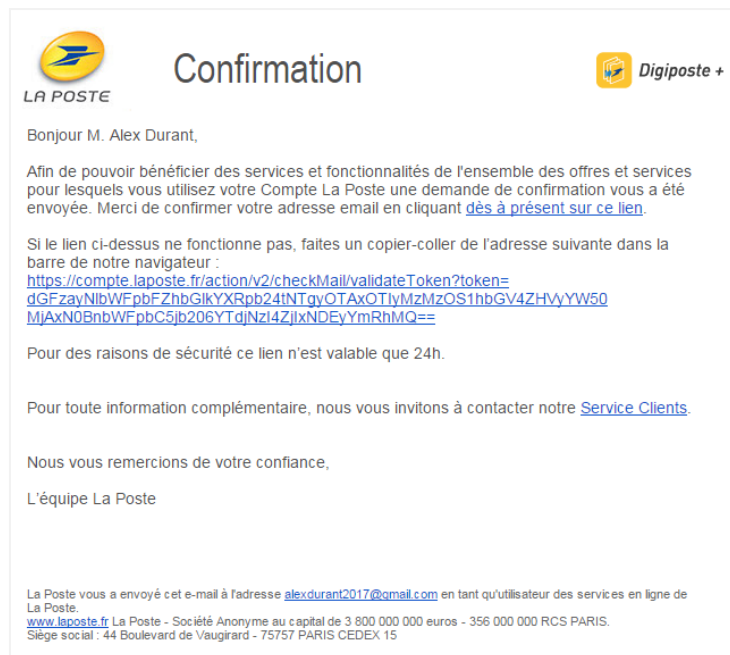 LA POSTE
Confirmation
Digiposte +
Bonjour M. Alex Durant,
Afin de pouvoir bénéficier des services et fonctionnalités de l'ensemble des offres et services
pour lesquels vous utilisez votre Compte La Poste une demande de confirmation vous a été
envoyée. Merci de confirmer votre adresse email en cliquant dès à présent sur ce lien.
Si le lien ci-dessus ne fonctionne pas, faites un copier-coller de l'adresse suivante dans la
barre de notre navigateur :
https://compte.laposte.fr/action/v2/checkMail/validateToken?token=
dGFzayNlbWFpbFZhbGlkYXRpb24tNTgyOTAxOTIyMzMzOS1hbGV4ZHVyYW50
MjAxN0BnbWFpbC5jb206YTdjNzI4ZjIxNDEyYmRhMQ==
Pour des raisons de sécurité ce lien n'est valable que 24h.
Pour toute information complémentaire, nous vous invitons à contacter notre Service Clients.
Nous vous remercions de votre confiance,
L'équipe La Poste
La Poste vous a envoyé cet e-mail à l'adresse alexdurant2017@gmail.com en tant qu'utilisateur des services en ligne de
La Poste.
www.laposte.fr La Poste - Société Anonyme au capital de 3 800 000 000 euros - 356 000 000 RCS PARIS.
Siège social : 44 Boulevard de Vaugirard - 75757 PARIS CEDEX 15